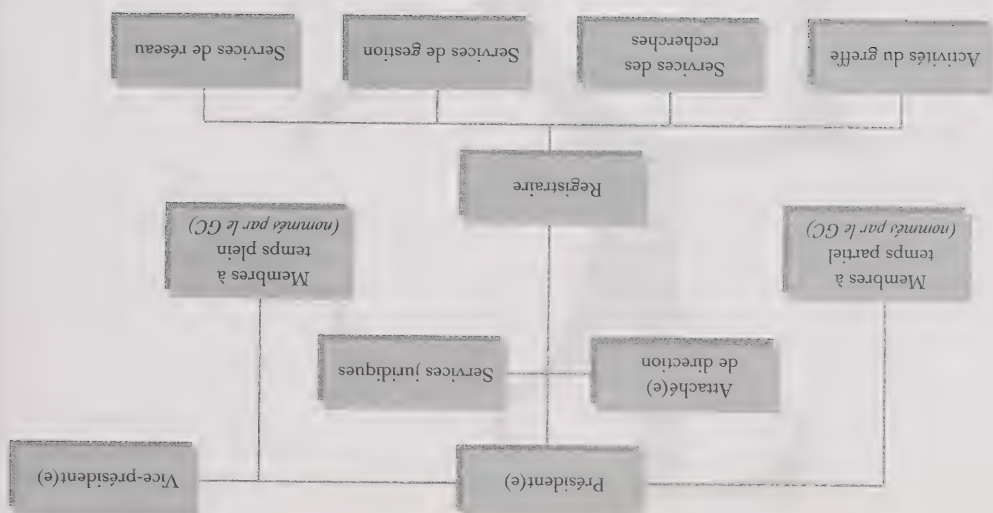 Président(e)
Vice-président(e)
Attaché(e)
de direction
Services juridiques
Membres à
temps partiel
(nommés par le GC)
Membres à
temps plein
(nommés par le GC)
Registraire
Activités du greffe
Services des
recherches
Services de gestion
Services de réseau